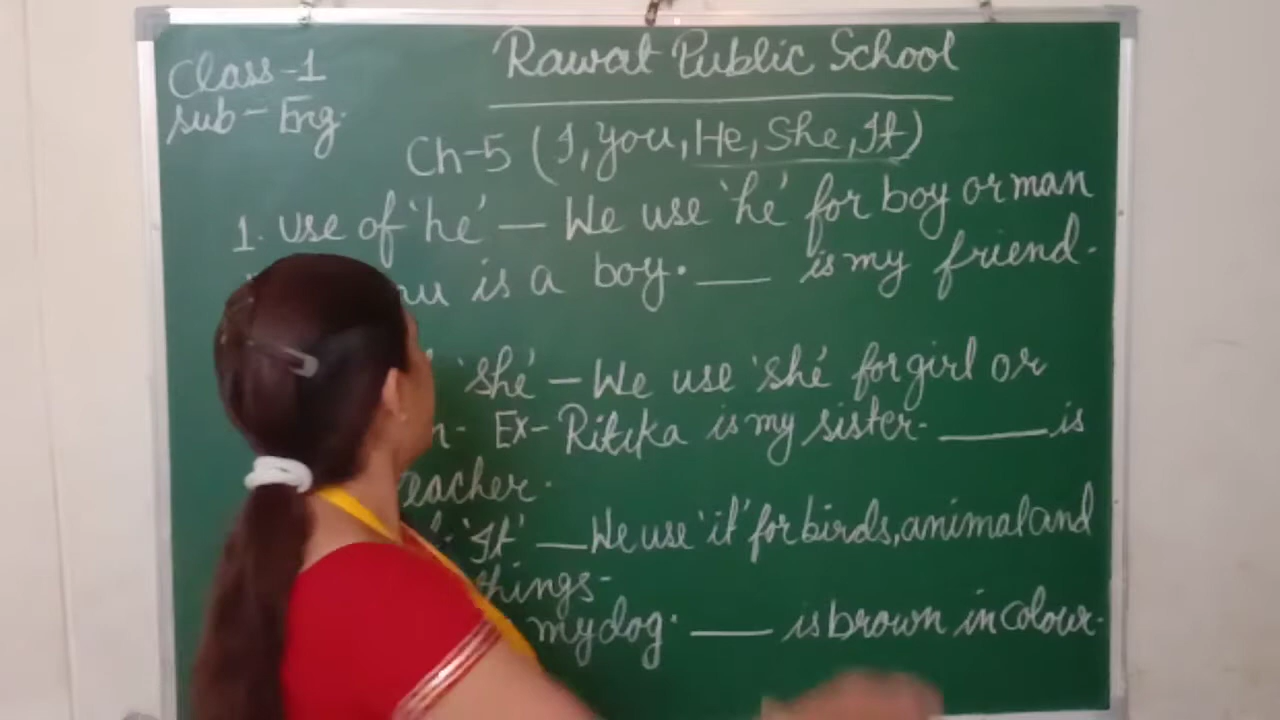 Class-1
Rawat Public School
sub- Eng.
Ch-5 (I, you, He, She, It)
1. use of 'he' — We use 'he' for boy or man
is a boy. ___ is my friend.
'she' — We use 'she' for girl or
Ex- Ritika is my sister. ____ is
eacher.
'It' __ We use 'it' for birds, animal and
things-
my dog. ___ is brown in colour.